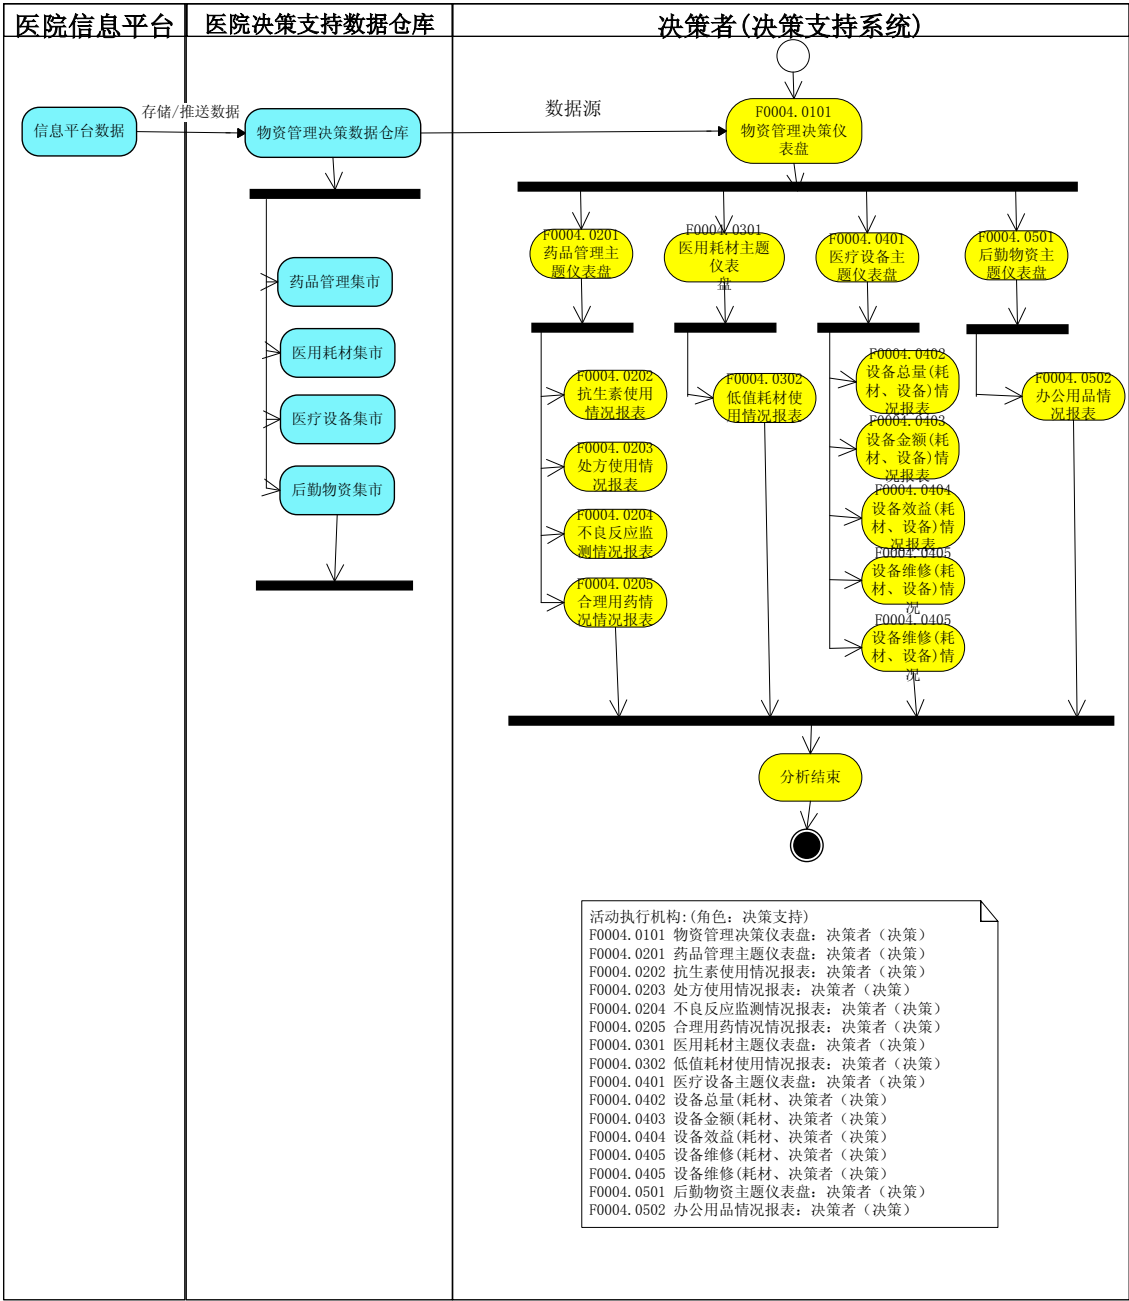 医院信息平台
医院决策支持数据仓库
决策者(决策支持系统)
信息平台数据
存储/推送数据
物资管理决策数据仓库
数据源
F0004.0101
物资管理决策仪
表盘
药品管理集市
医用耗材集市
医疗设备集市
后勤物资集市
F0004.0201
药品管理主
题仪表盘
F0004.0301
医用耗材主题
仪表
盘
F0004.0401
医疗设备主
题仪表盘
F0004.0501
后勤物资主
题仪表盘
F0004.0202
抗生素使用
情况报表
F0004.0203
处方使用情
况报表
F0004.0204
不良反应监
测情况报表
F0004.0205
合理用药情
况情况报表
F0004.0302
低值耗材使
用情况报表
F0004.0402
设备总量(耗
材、设备)情
况报表
F0004.0403
设备金额(耗
材、设备)情
况报表
F0004.0404
设备效益(耗
材、设备)情
况报表
F0004.0405
设备维修(耗
材、设备)情
况
F0004.0405
设备维修(耗
材、设备)情
况
F0004.0502
办公用品情
况报表
分析结束
活动执行机构:(角色: 决策支持)
F0004.0101 物资管理决策仪表盘: 决策者（决策）
F0004.0201 药品管理主题仪表盘: 决策者（决策）
F0004.0202 抗生素使用情况报表: 决策者（决策）
F0004.0203 处方使用情况报表: 决策者（决策）
F0004.0204 不良反应监测情况报表: 决策者（决策）
F0004.0205 合理用药情况情况报表: 决策者（决策）
F0004.0301 医用耗材主题仪表盘: 决策者（决策）
F0004.0302 低值耗材使用情况报表: 决策者（决策）
F0004.0401 医疗设备主题仪表盘: 决策者（决策）
F0004.0402 设备总量(耗材、决策者（决策）
F0004.0403 设备金额(耗材、决策者（决策）
F0004.0404 设备效益(耗材、决策者（决策）
F0004.0405 设备维修(耗材、决策者（决策）
F0004.0405 设备维修(耗材、决策者（决策）
F0004.0501 后勤物资主题仪表盘: 决策者（决策）
F0004.0502 办公用品情况报表: 决策者（决策）